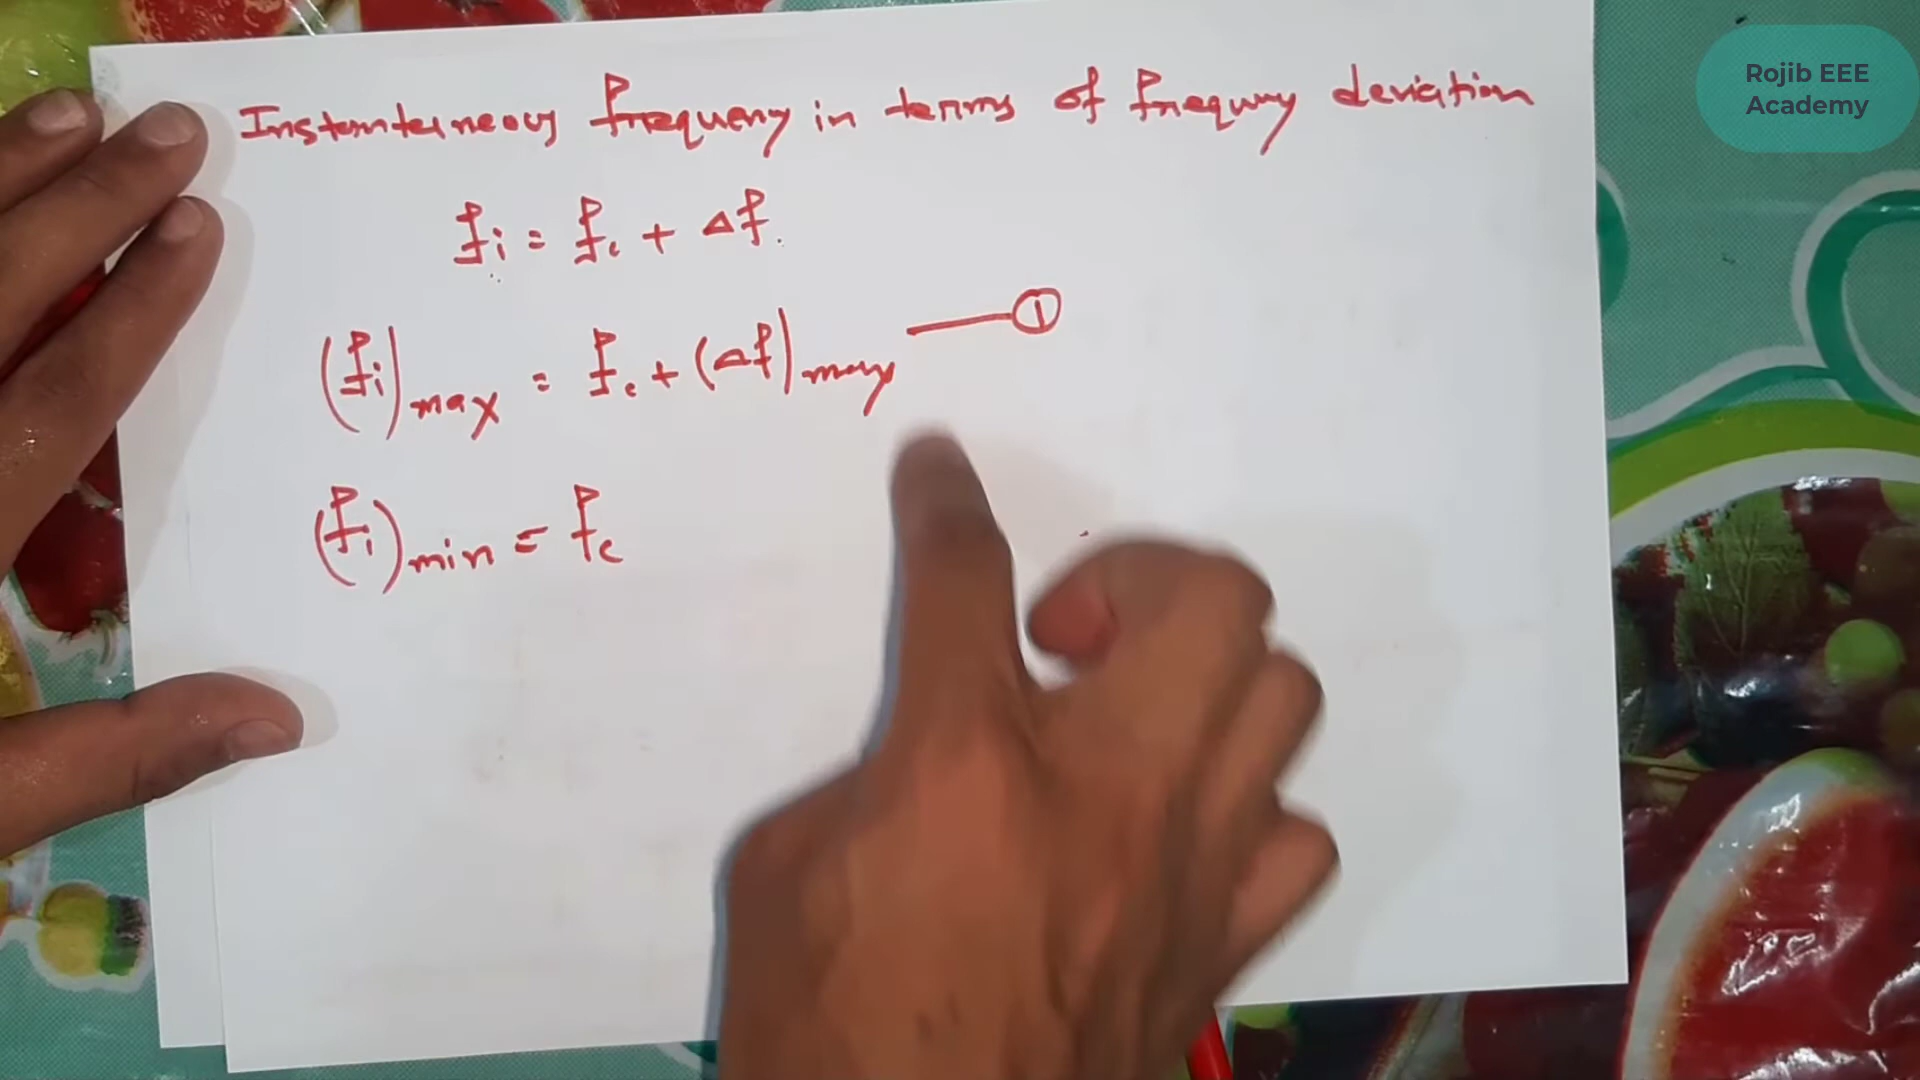 Rojib EEE
Academy
Instantaneous frequency in terms of frequency deviation
fi = fc + Δf.
(fi)max = fc + (Δf)max —①
(fi)min = fc